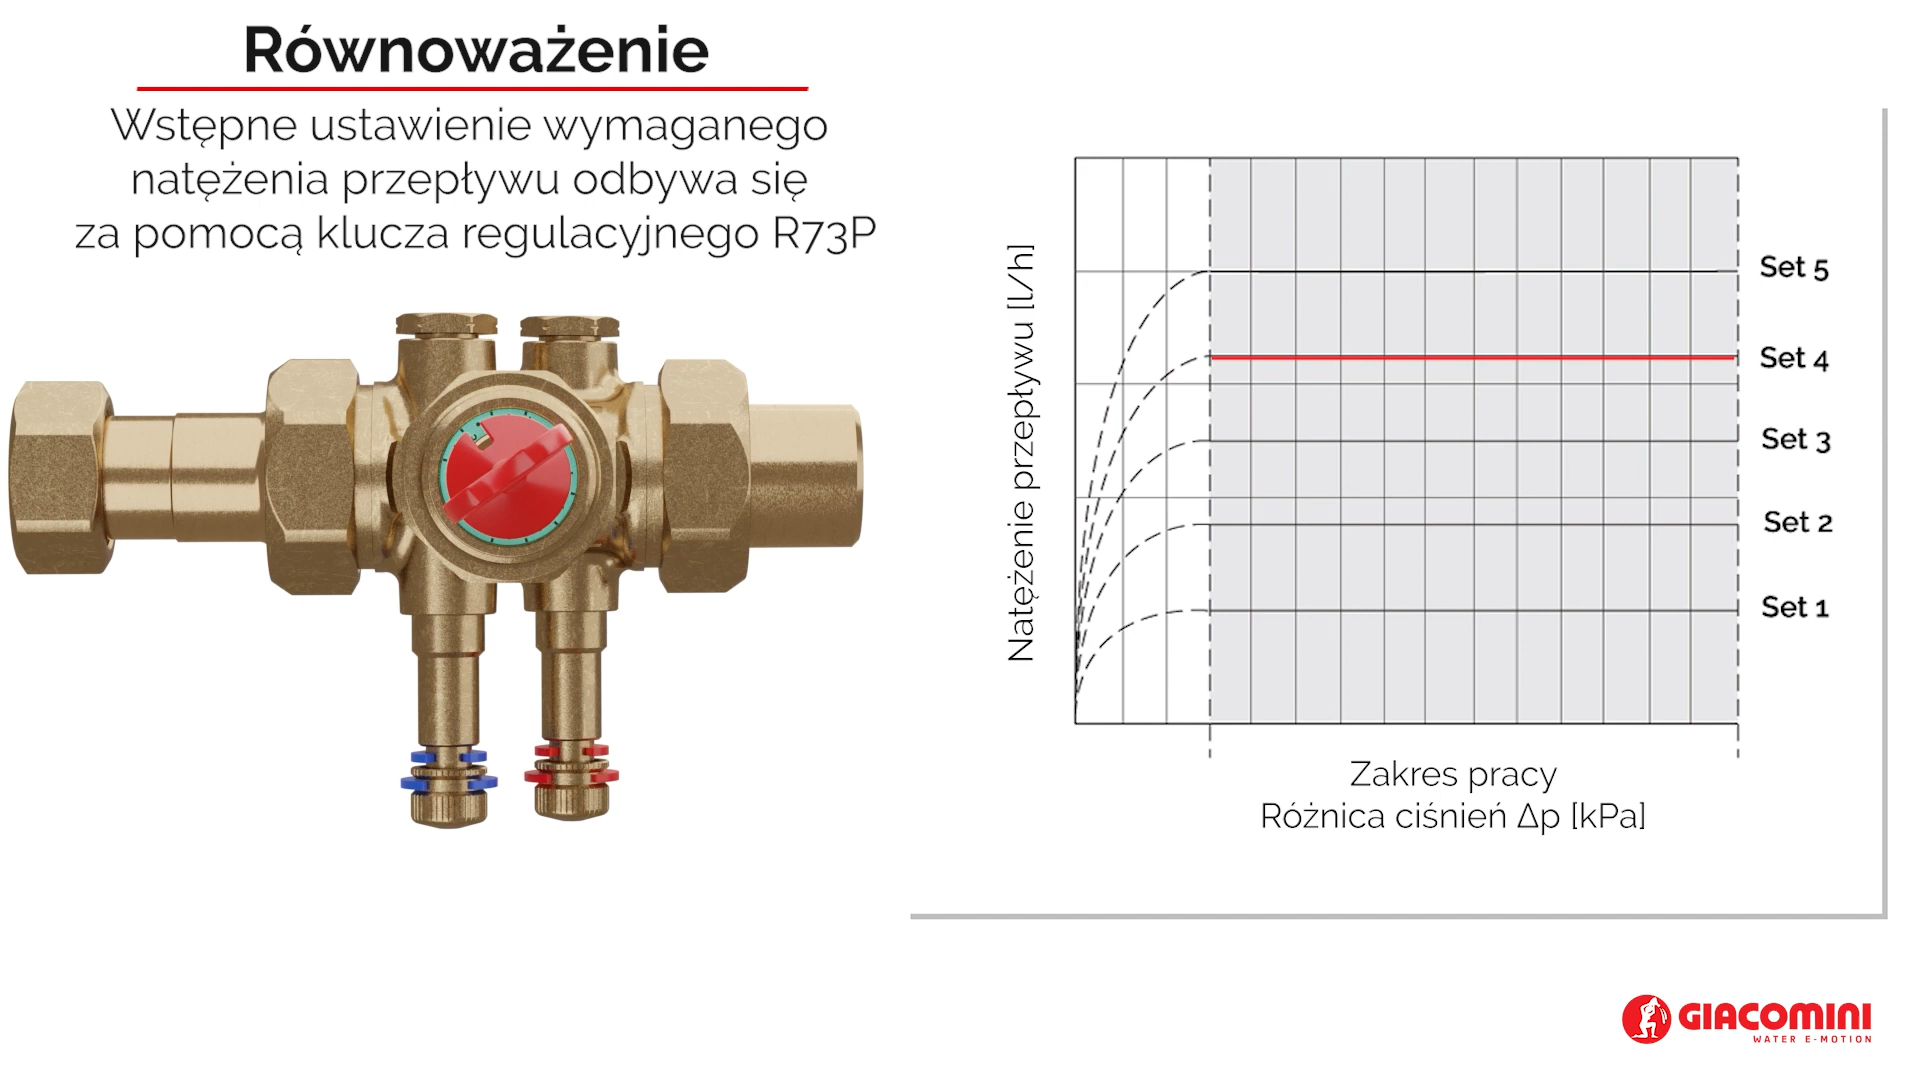 Równoważenie
Wstępne ustawienie wymaganego
natężenia przepływu odbywa się
za pomocą klucza regulacyjnego R73P
Natężenie przepływu [l/h]
Set 5
Set 4
Set 3
Set 2
Set 1
Zakres pracy
Różnica ciśnień Δp [kPa]
GIACOMINI
WATER E-MOTION